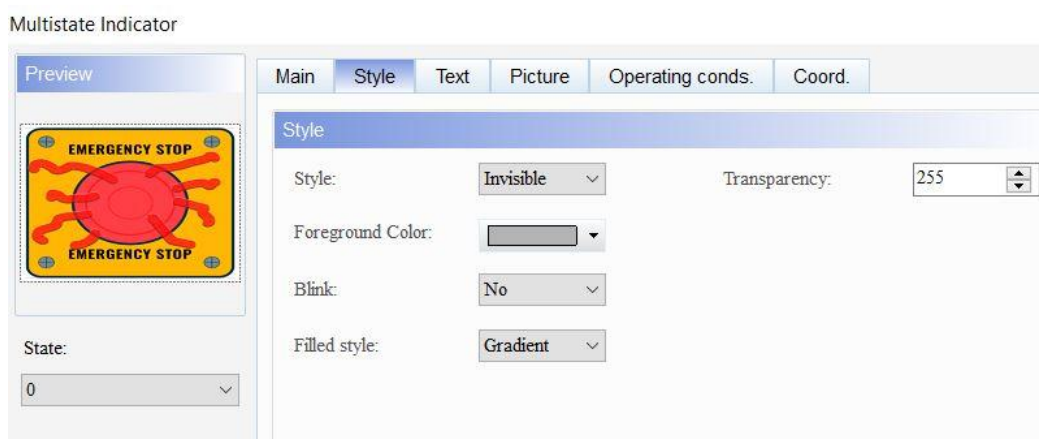 Multistate Indicator
Preview
Main Style Text Picture Operating conds. Coord.
EMERGENCY STOP
EMERGENCY STOP
Style
Style: Invisible Transparency: 255
Foreground Color:
Blink: No
Filled style: Gradient
State:
0